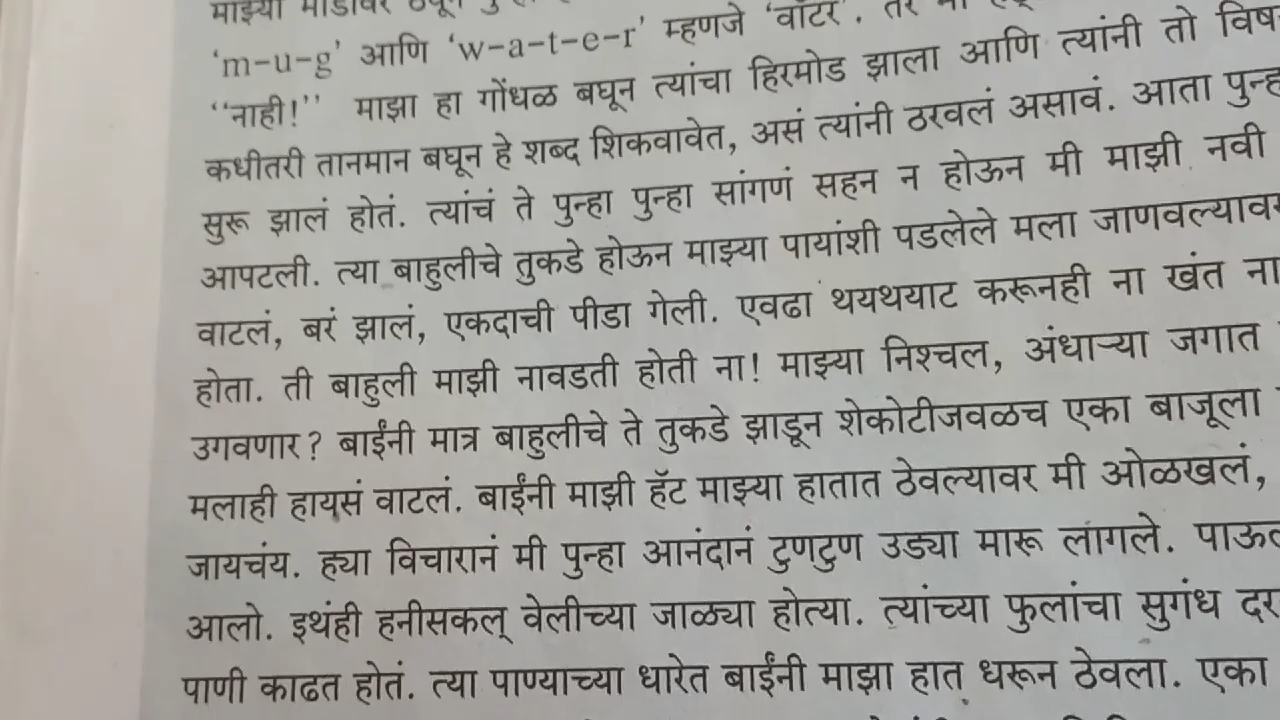 माझ्या मांडीवर ठेवून
'm-u-g' आणि 'w-a-t-e-r' म्हणजे 'वॉटर'. तर मी
"नाही!" माझा हा गोंधळ बघून त्यांचा हिरमोड झाला आणि त्यांनी तो
कधीतरी तानमान बघून हे शब्द शिकवावेत, असं त्यांनी ठरवलं असावं. आता
सुरू झालं होतं. त्यांचं ते पुन्हा पुन्हा सांगणं सहन न होऊन मी माझी नवी
आपटली. त्या बाहुलीचे तुकडे होऊन माझ्या पायांशी पडलेले मला
वाटलं, बरं झालं, एकदाची पीडा गेली. एवढा थयथयाट करूनही ना खंत ना
होता. ती बाहुली माझी नावडती होती ना! माझ्या निश्चल, अंधाऱ्या जगात
उगवणार? बाईंनी मात्र बाहुलीचे ते तुकडे झाडून शेकोटीजवळच एका बाजूला
मलाही हायसं वाटलं. बाईंनी माझी हॅट माझ्या हातात ठेवल्यावर मी ओळखलं,
जायचंय. ह्या विचारानं मी पुन्हा आनंदानं टुणटुण उड्या मारू लागले.
आलो. इथंही हनीसकल् वेलीच्या जाळ्या होत्या. त्यांच्या फुलांचा सुगंध
पाणी काढत होतं. त्या पाण्याच्या धारेत बाईंनी माझा हात धरून ठेवला. एका